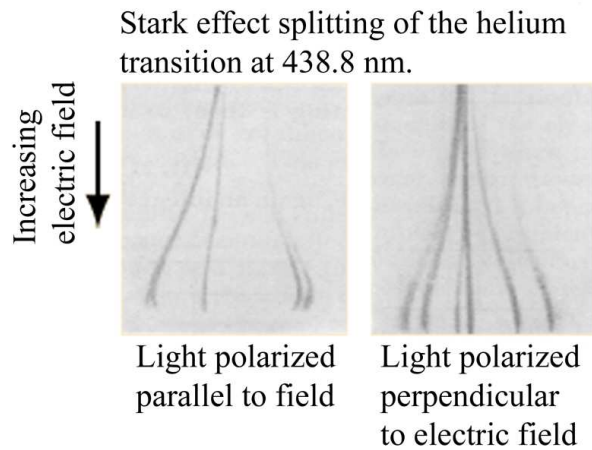 Stark effect splitting of the helium
transition at 438.8 nm.
Increasing
electric field
Light polarized
parallel to field
Light polarized
perpendicular
to electric field